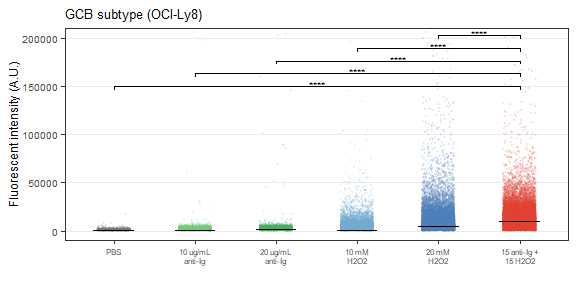 GCB subtype (OCI-Ly8)
Fluorescent intensity (A.U.)
200000
150000
100000
50000
0
****
****
****
****
****
PBS
10 ug/mL
anti-Ig
20 ug/mL
anti-Ig
10 mM
H2O2
20 mM
H2O2
15 anti-Ig +
15 H2O2